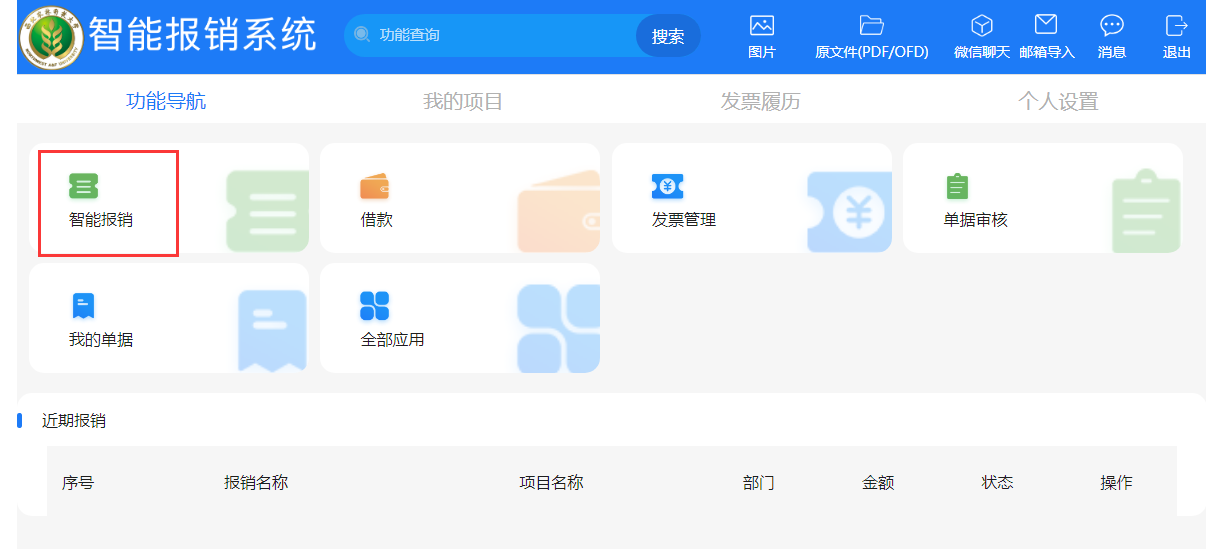 智能报销系统
功能查询
搜索
图片
原文件(PDF/OFD)
微信聊天
邮箱导入
消息
退出
功能导航
我的项目
发票履历
个人设置
智能报销
借款
发票管理
单据审核
我的单据
全部应用
近期报销
序号 报销名称 项目名称 部门 金额 状态 操作